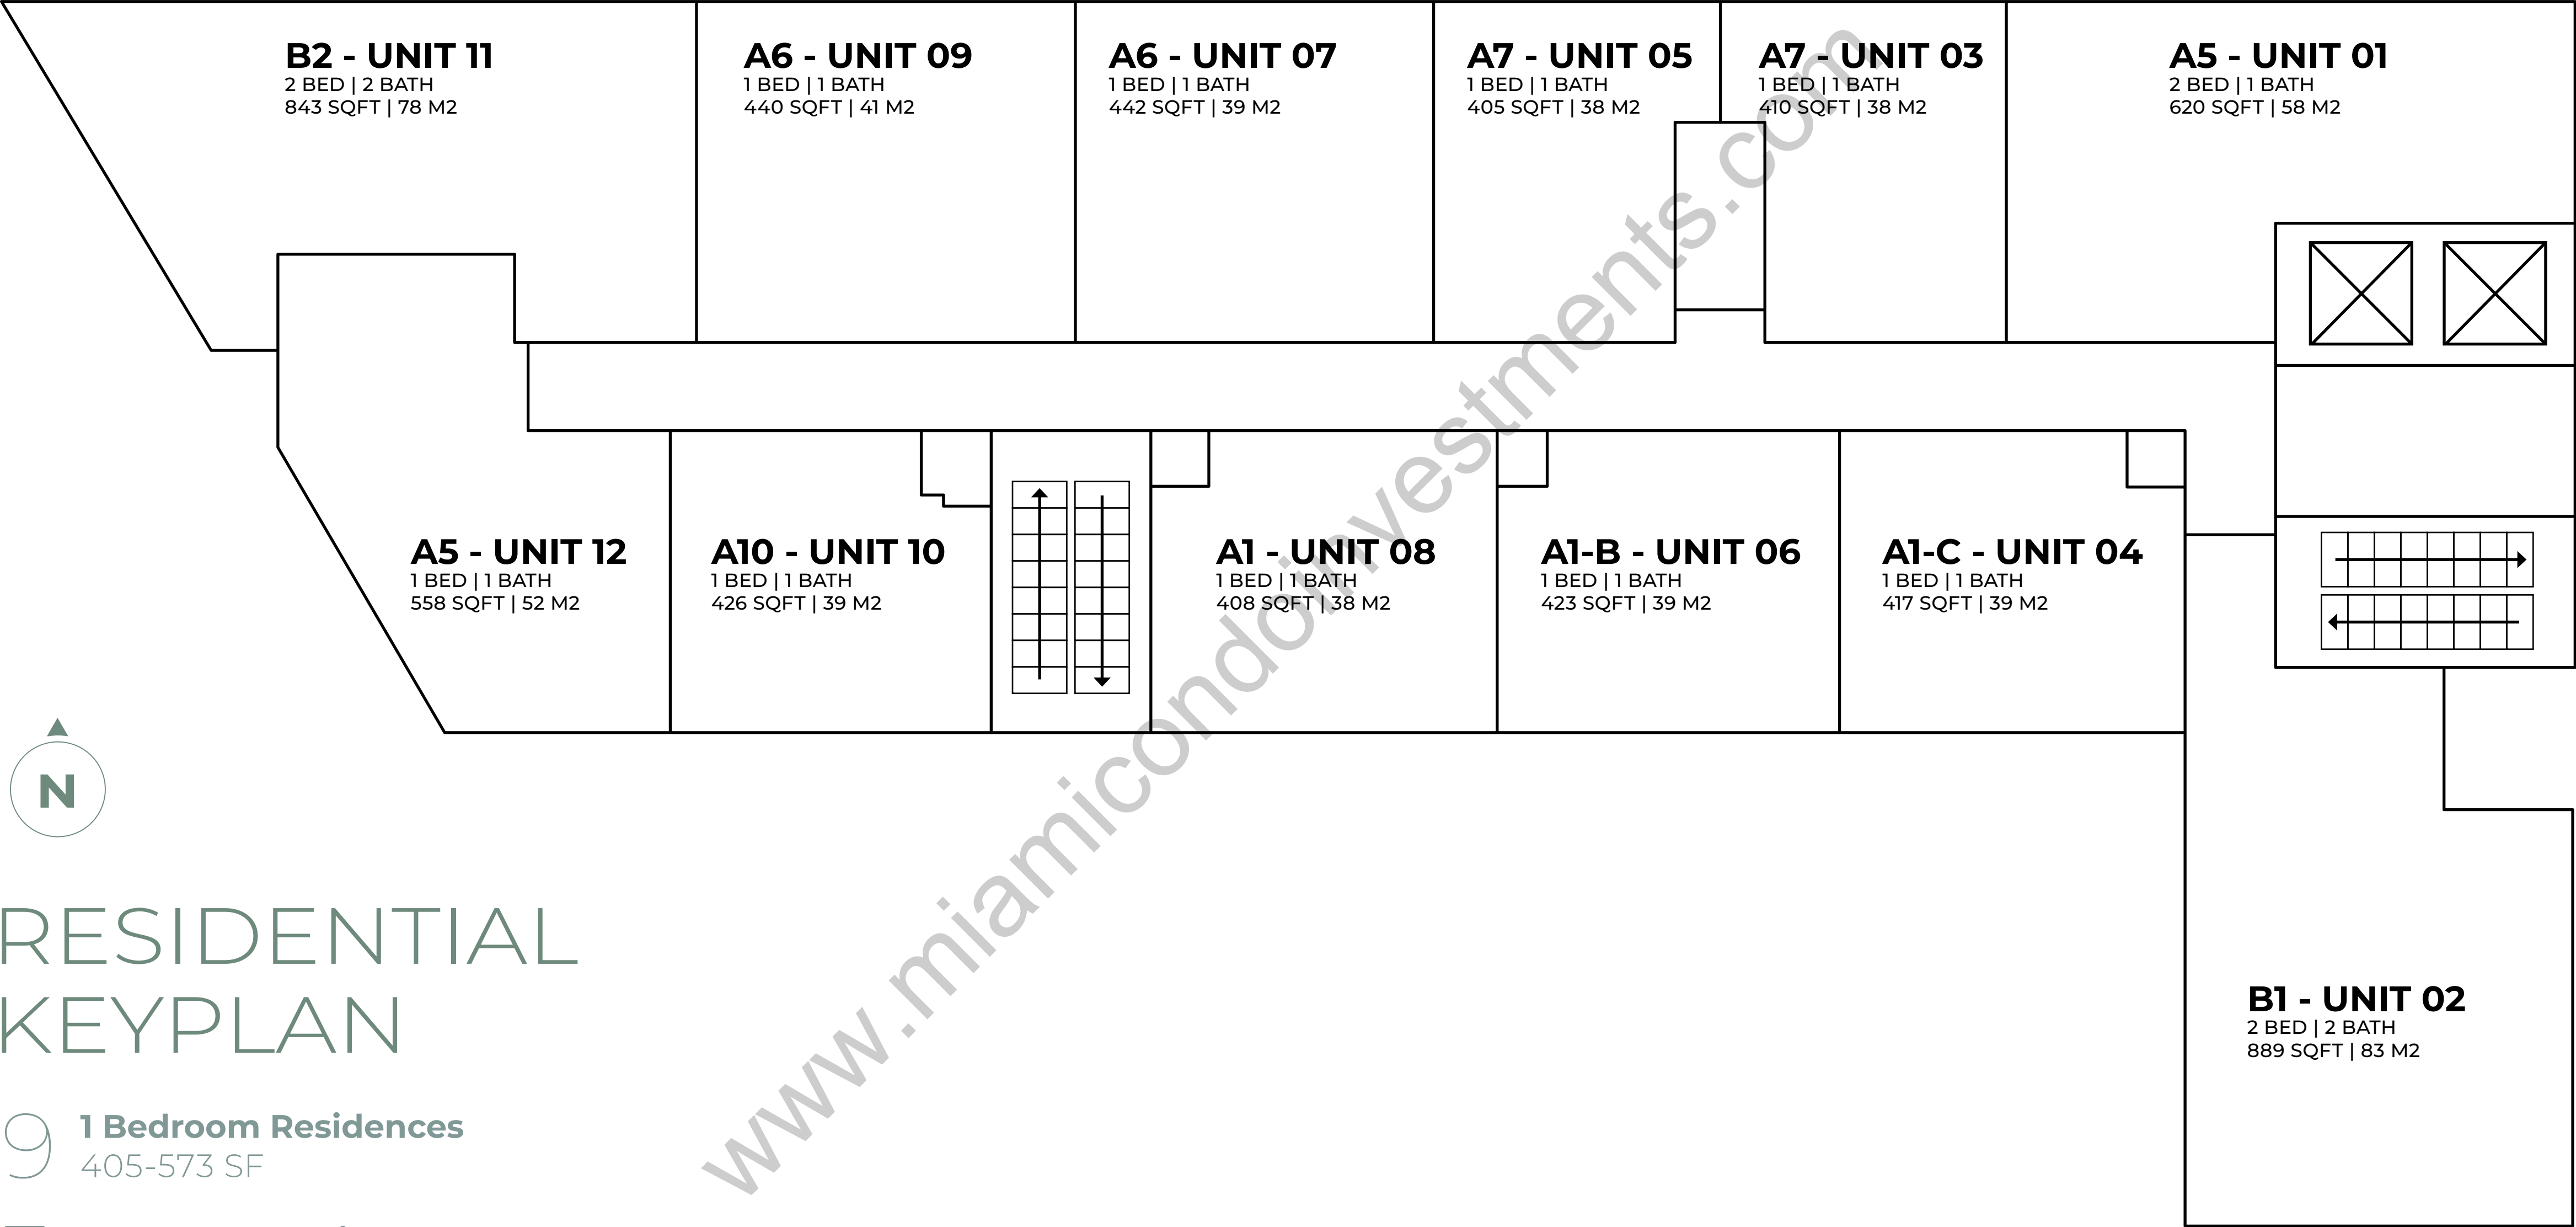 B2 - UNIT 11
2 BED | 2 BATH
843 SQFT | 78 M2
A6 - UNIT 09
1 BED | 1 BATH
440 SQFT | 41 M2
A6 - UNIT 07
1 BED | 1 BATH
442 SQFT | 39 M2
A7 - UNIT 05
1 BED | 1 BATH
405 SQFT | 38 M2
A7 - UNIT 03
1 BED | 1 BATH
410 SQFT | 38 M2
A5 - UNIT 01
2 BED | 1 BATH
620 SQFT | 58 M2
A5 - UNIT 12
1 BED | 1 BATH
558 SQFT | 52 M2
A10 - UNIT 10
1 BED | 1 BATH
426 SQFT | 39 M2
A1 - UNIT 08
1 BED | 1 BATH
408 SQFT | 38 M2
A1-B - UNIT 06
1 BED | 1 BATH
423 SQFT | 39 M2
A1-C - UNIT 04
1 BED | 1 BATH
417 SQFT | 39 M2
B1 - UNIT 02
2 BED | 2 BATH
889 SQFT | 83 M2
www.miamicondoinvestments.com
N
RESIDENTIAL
KEYPLAN
9
1 Bedroom Residences
405-573 SF